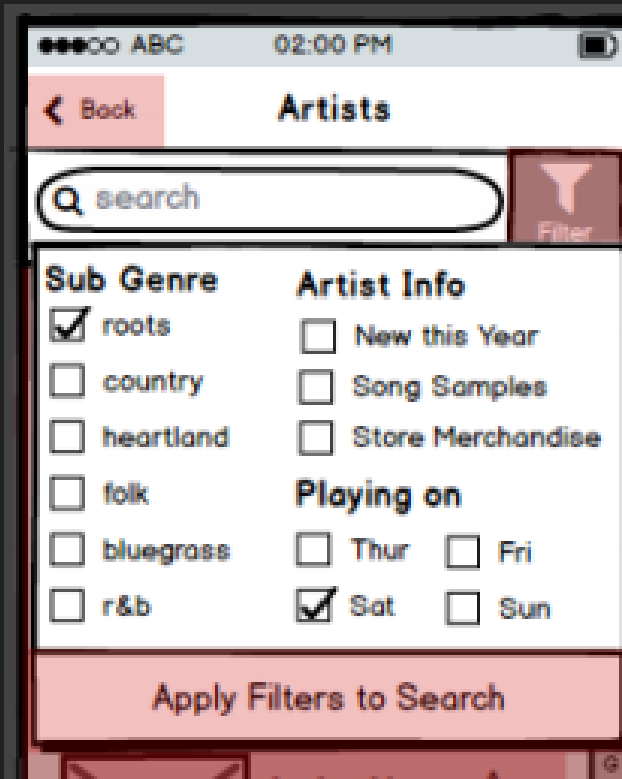 ABC 02:00 PM
Back Artists
search
Filter
Sub Genre
roots
country
heartland
folk
bluegrass
r&b
Artist Info
New this Year
Song Samples
Store Merchandise
Playing on
Thur Fri
Sat Sun
Apply Filters to Search
G